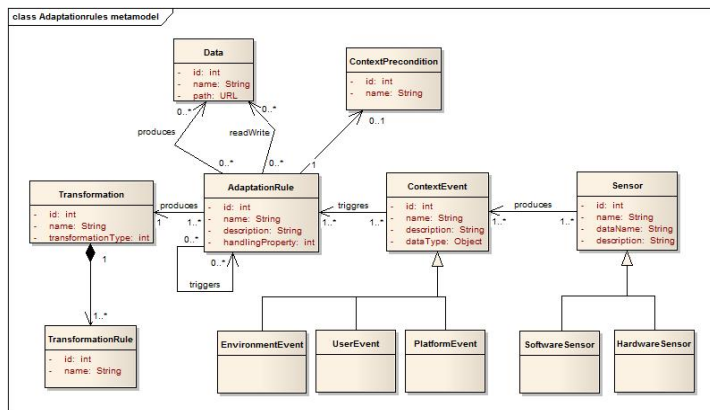 class Adaptationrules metamodel
Data
- id: int
- name: String
- path: URL
ContextPrecondition
- id: int
- name: String
0..*
0..*
0..1
produces
readWrite
0..*
0..*
1
Transformation
- id: int
- name: String
- transformationType: int
produces
1
1..*
AdaptationRule
- id: int
- name: String
- description: String
- handlingProperty: int
triggres
1..*
1..*
ContextEvent
- id: int
- name: String
- description: String
- dataType: Object
produces
1..*
1..*
Sensor
- id: int
- name: String
- dataName: String
- description: String
0..*
0..*
triggers
1
1..*
TransformationRule
- id: int
- name: String
EnvironmentEvent
UserEvent
PlatformEvent
SoftwareSensor
HardwareSensor